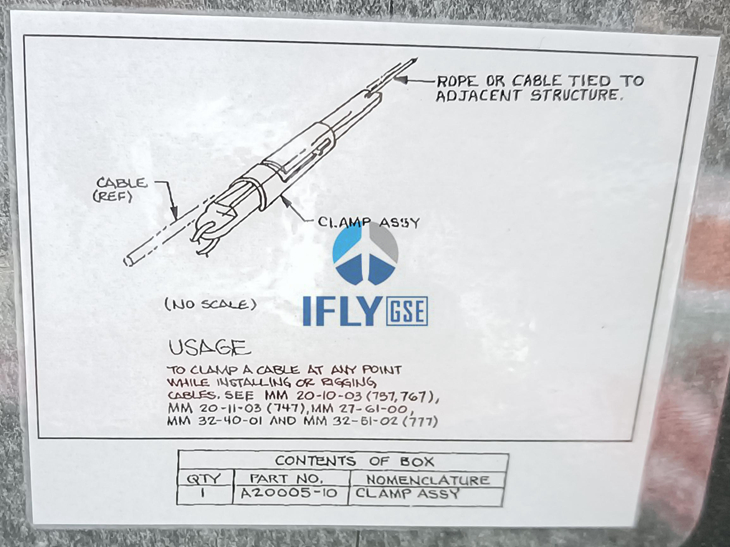 ROPE OR CABLE TIED TO
ADJACENT STRUCTURE.
CABLE
(REF)
CLAMP ASSY
IFLY GSE
(NO SCALE)
USAGE
TO CLAMP A CABLE AT ANY POINT
WHILE INSTALLING OR RIGGING
CABLES. SEE MM 20-10-03 (737,767),
MM 20-11-03 (747), MM 27-61-00,
MM 32-40-01 AND MM 32-51-02 (777)
CONTENTS OF BOX
QTY PART NO. NOMENCLATURE
1 A20005-10 CLAMP ASSY